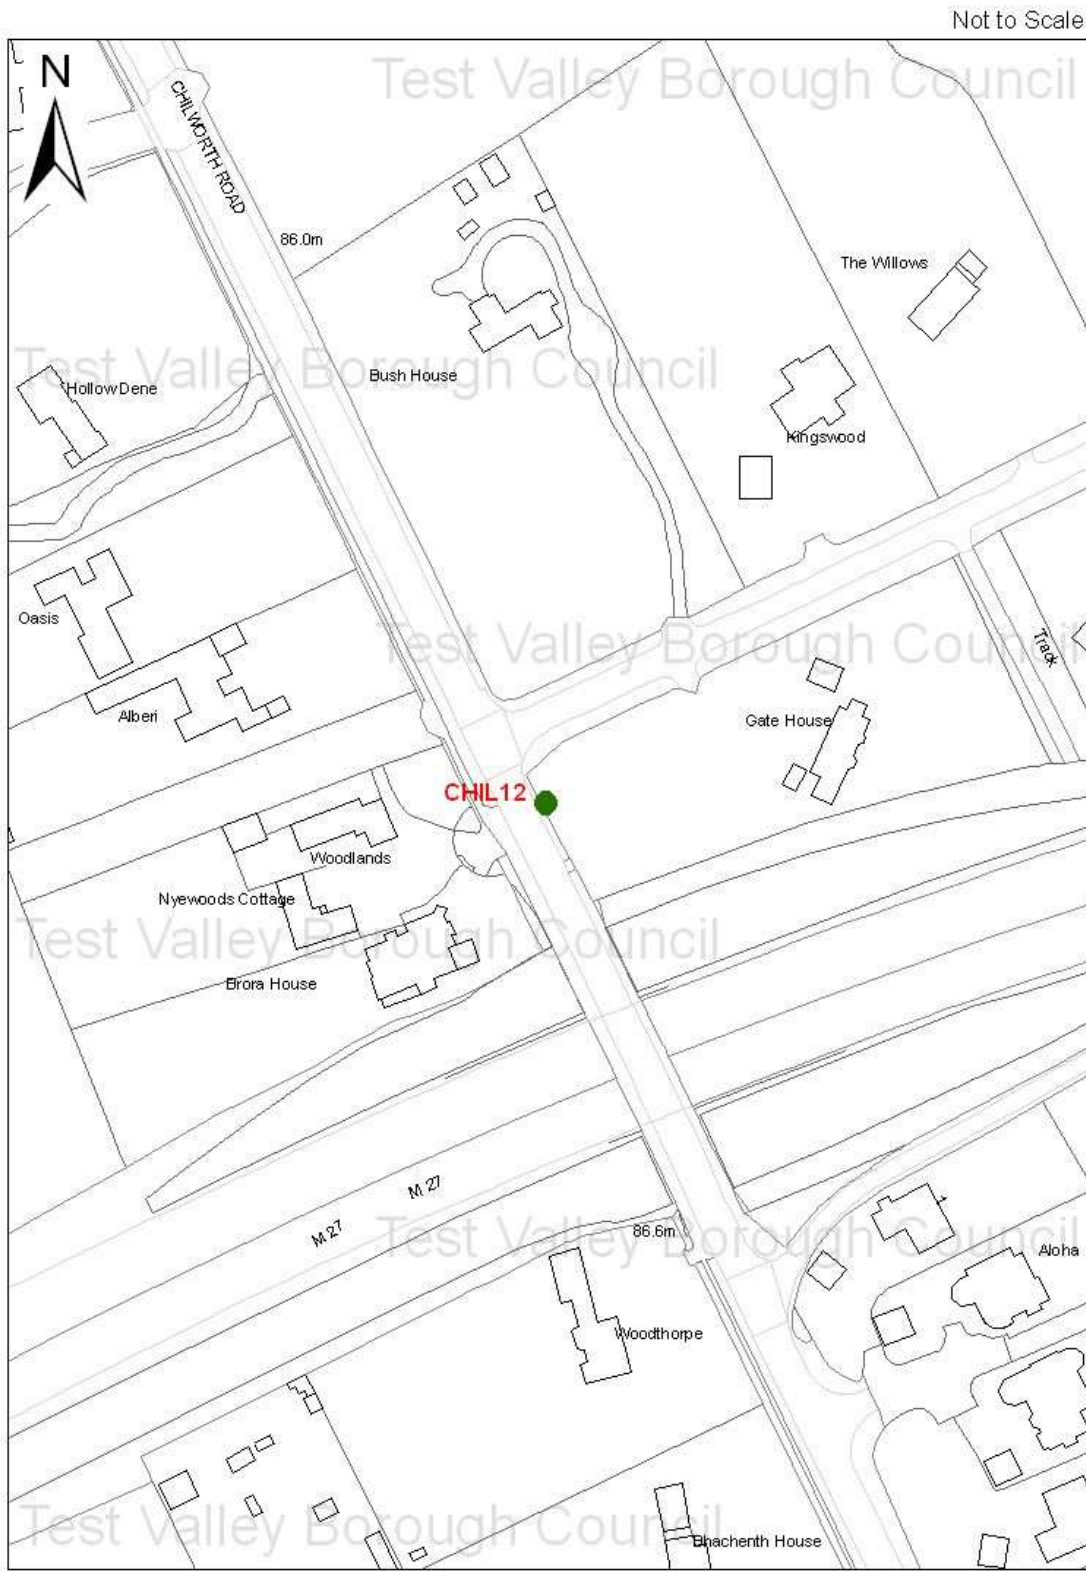 Not to Scale
N
Test Valley Borough Council
CHILWORTH ROAD
86.0m
The Willows
Test Valley Borough Council
Bush House
Hollow Dene
Kingswood
Oasis
Test Valley Borough Council
Track
Alberi
Gate House
CHIL12
Woodlands
Nyewoods Cottage
Test Valley Borough Council
Brora House
M 27
M 27
Test Valley Borough Council
86.6m
Aloha
Woodthorpe
Test Valley Borough Council
Bhachenth House